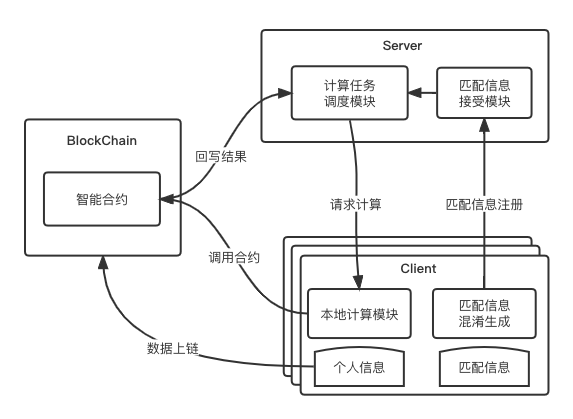 Server
计算任务
调度模块
匹配信息
接受模块
BlockChain
智能合约
回写结果
请求计算
匹配信息注册
调用合约
Client
本地计算模块
匹配信息
混淆生成
数据上链
个人信息
匹配信息